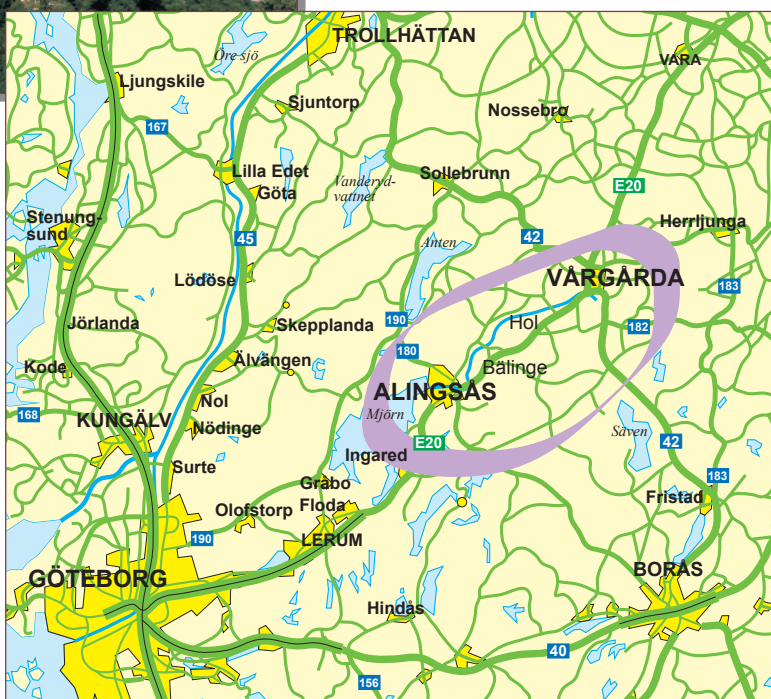 TROLLHÄTTAN
Öre sjö
VARA
Ljungskile
Sjuntorp
Nossebro
167
Lilla Edet
Göta
Sollebrunn
Vanderyd-
vattnet
E20
Stenung-
sund
45
Anten
42
Herrljunga
Lödöse
VÅRGÅRDA
183
Jörlanda
Skepplanda
190
Hol
182
180
Kode
Älvängen
Bälinge
ALINGSÅS
168
Nol
Mjörn
KUNGÄLV
Nödinge
E20
Säven
42
Surte
Ingared
183
Gråbo
Fristad
Olofstorp
Floda
190
LERUM
GÖTEBORG
BORÅS
Hindås
40
156